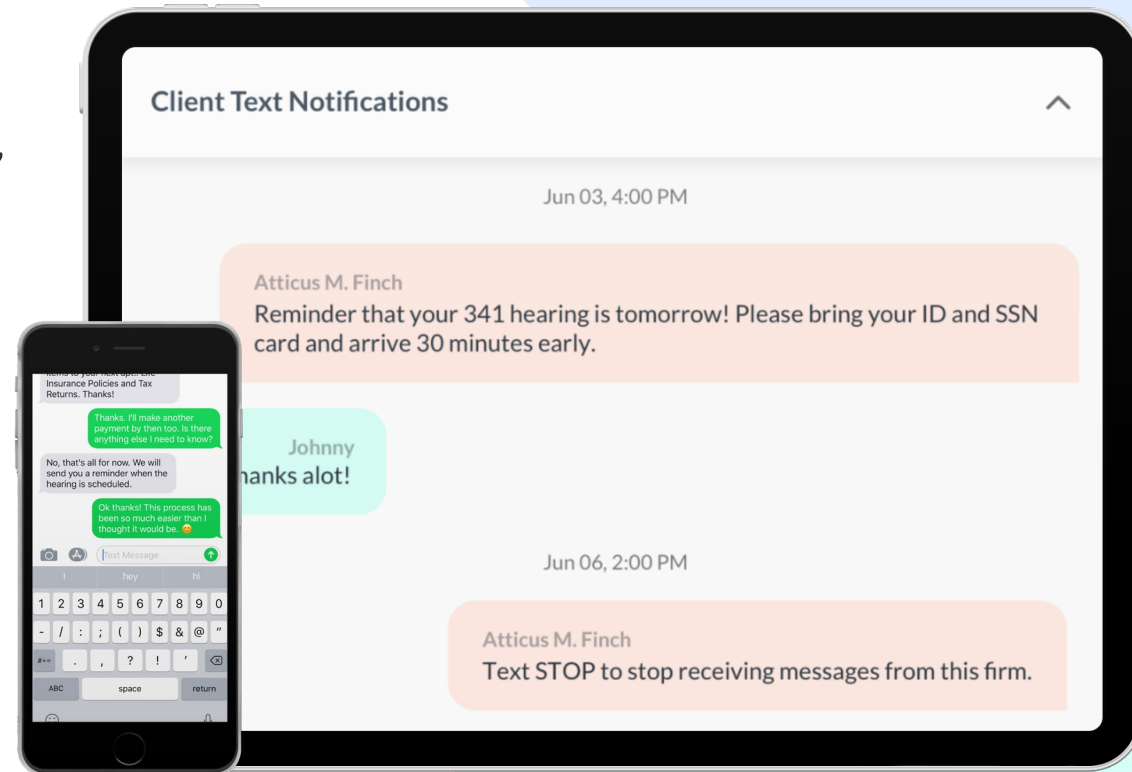 Client Text Notifications
Jun 03, 4:00 PM
Atticus M. Finch
Reminder that your 341 hearing is tomorrow! Please bring your ID and SSN
card and arrive 30 minutes early.
Johnny
hanks alot!
Jun 06, 2:00 PM
Atticus M. Finch
Text STOP to stop receiving messages from this firm.
items to your next apt.. Life
Insurance Policies and Tax
Returns. Thanks!
Thanks. I'll make another
payment by then too. Is there
anything else I need to know?
No, that's all for now. We will
send you a reminder when the
hearing is scheduled.
Ok thanks! This process has
been so much easier than I
thought it would be. 😊
Text Message
I hey hi
1 2 3 4 5 6 7 8 9 0
- / : ; ( ) $ & @ "
#+= . , ? ! '
ABC space return